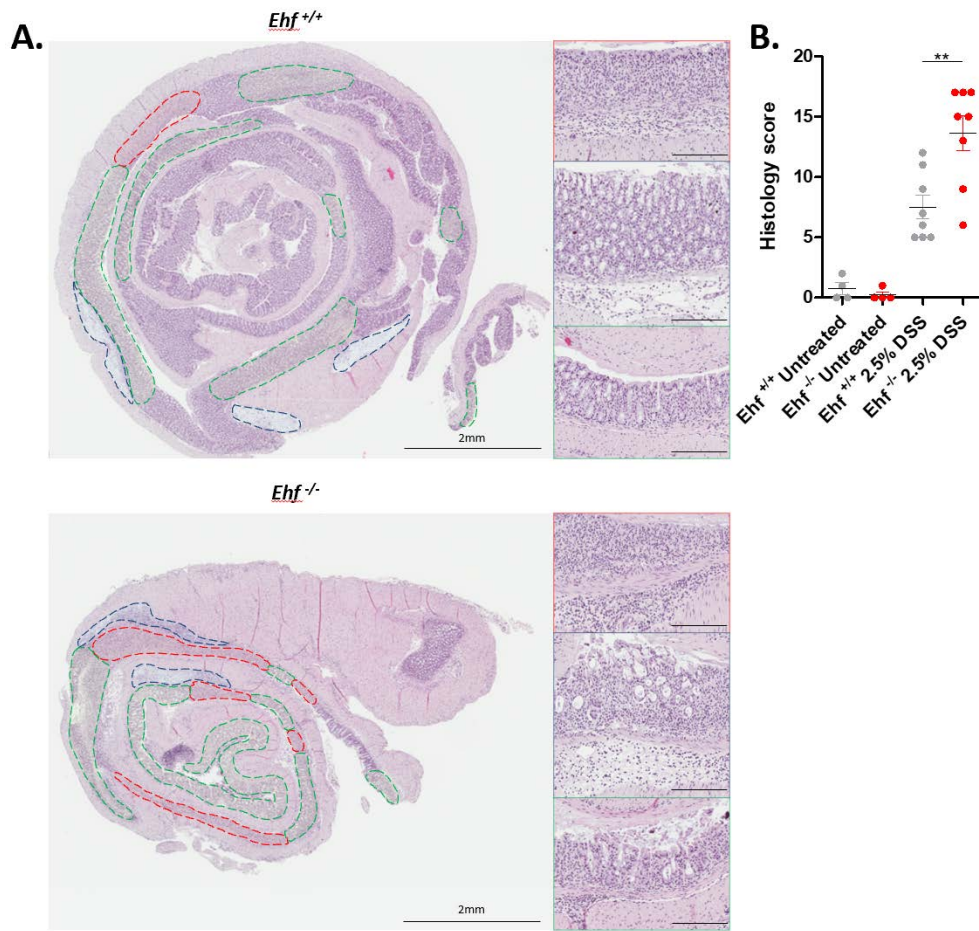 A.
Ehf +/+
2mm
B.
**
Histology score
20
15
10
5
0
Ehf +/+ Untreated
Ehf -/- Untreated
Ehf +/+ 2.5% DSS
Ehf -/- 2.5% DSS
Ehf -/-
2mm